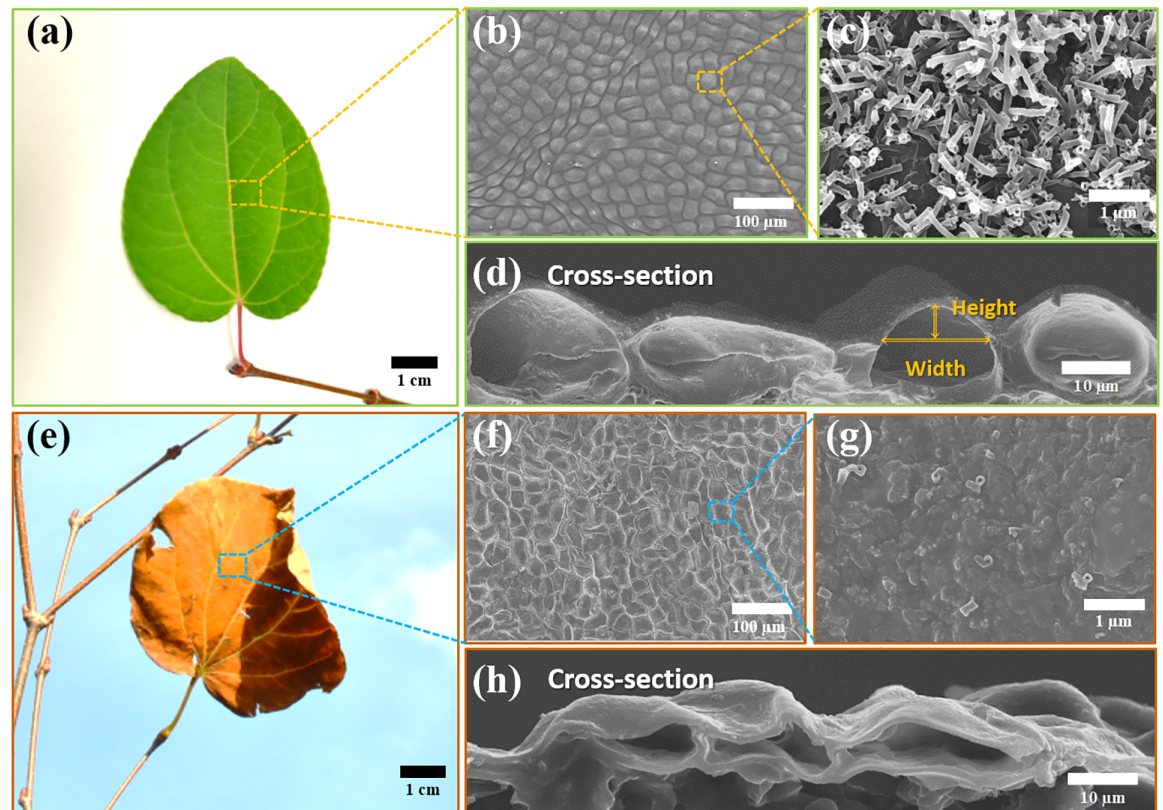 (a)
1 cm
(b)
100 μm
(c)
1 μm
(d) Cross-section
Height
Width
10 μm
(e)
1 cm
(f)
100 μm
(g)
1 μm
(h) Cross-section
10 μm